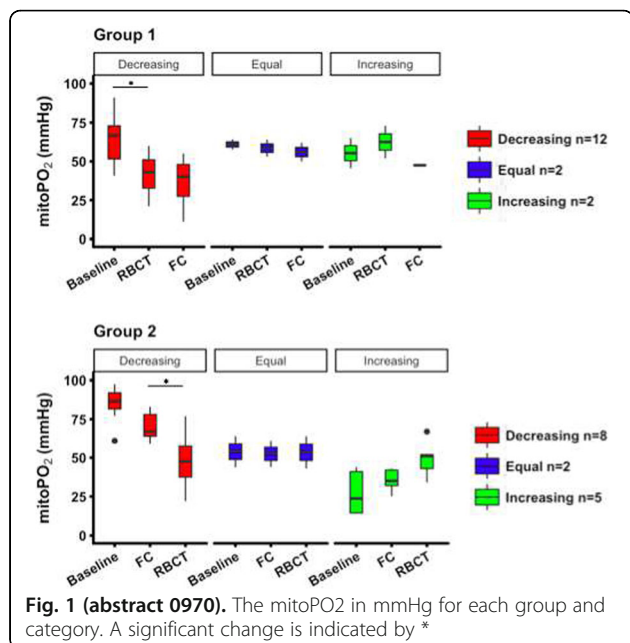 Group 1
Decreasing
Equal
Increasing
*
mitoPO2 (mmHg)
100
75
50
25
0
Baseline
RBCT
FC
Baseline
RBCT
FC
Baseline
RBCT
FC
Decreasing n=12
Equal n=2
Increasing n=2
Group 2
Decreasing
Equal
Increasing
*
mitoPO2 (mmHg)
100
75
50
25
0
Baseline
FC
RBCT
Baseline
FC
RBCT
Baseline
FC
RBCT
Decreasing n=8
Equal n=2
Increasing n=5
Fig. 1 (abstract 0970). The mitoPO2 in mmHg for each group and
category. A significant change is indicated by *